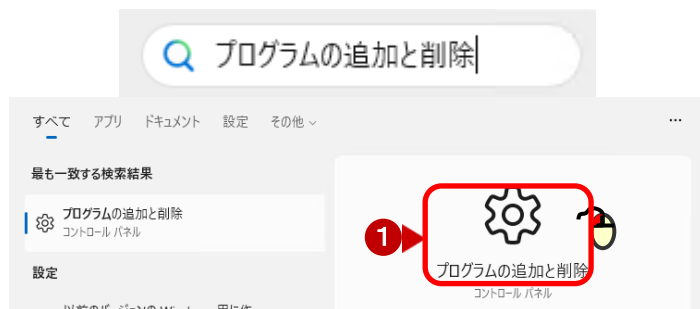 プログラムの追加と削除
すべて アプリ ドキュメント 設定 その他
最も一致する検索結果
プログラムの追加と削除
コントロール パネル
設定
1
プログラムの追加と削除
コントロール パネル